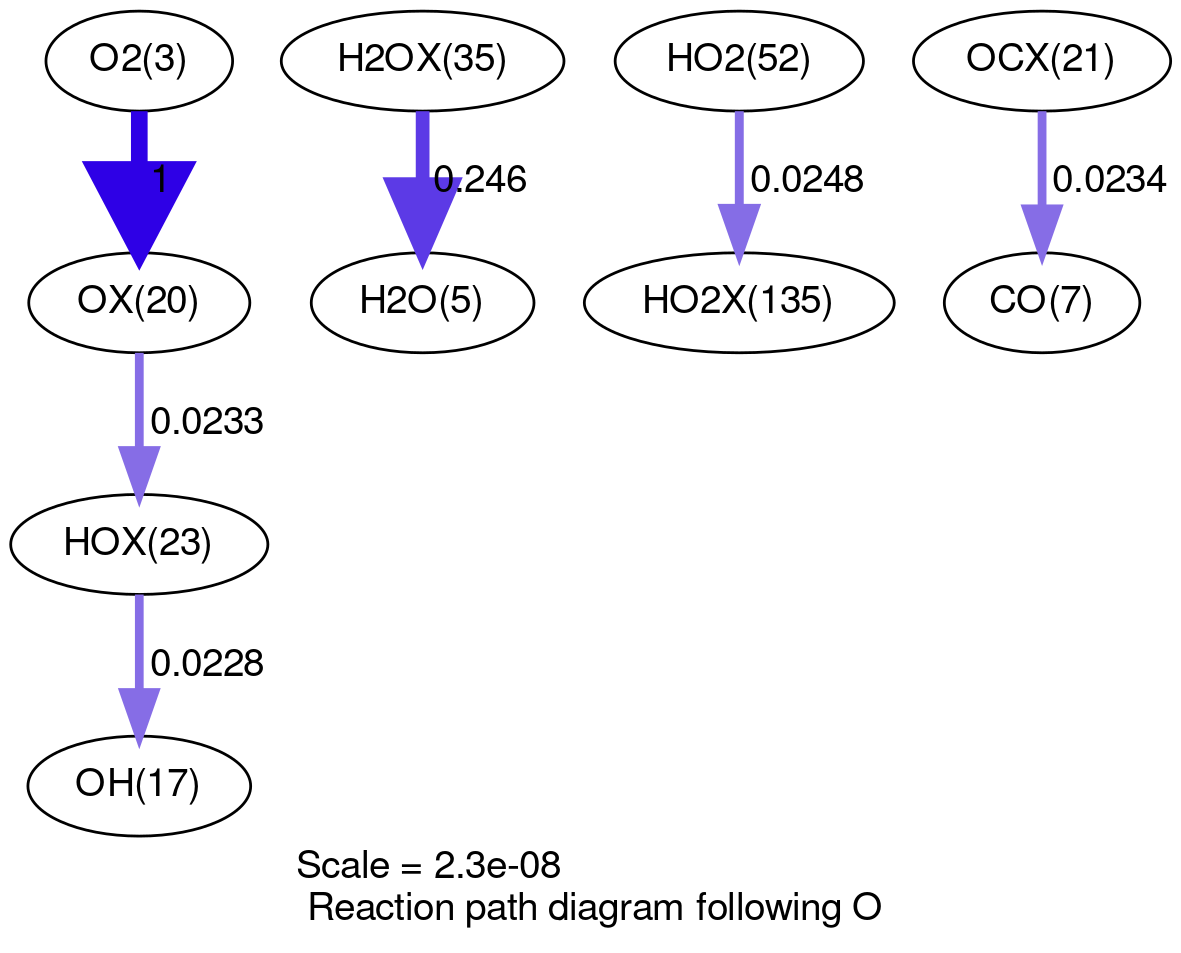 O2(3)
H2OX(35)
HO2(52)
OCX(21)
1
0.246
0.0248
0.0234
OX(20)
H2O(5)
HO2X(135)
CO(7)
0.0233
HOX(23)
0.0228
OH(17)
Scale = 2.3e-08
Reaction path diagram following O